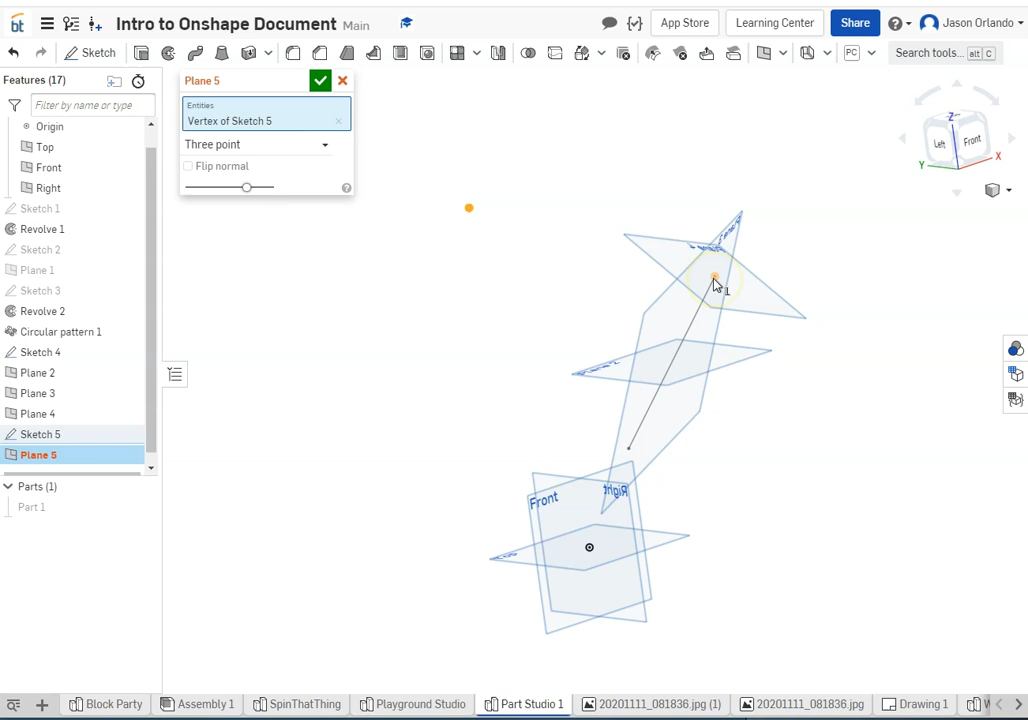 bt
Intro to Onshape Document Main
App Store
Learning Center
Share
Jason Orlando
Sketch
PC
Search tools... alt C
Features (17)
Filter by name or type
Origin
Top
Front
Right
Sketch 1
Revolve 1
Sketch 2
Plane 1
Sketch 3
Revolve 2
Circular pattern 1
Sketch 4
Plane 2
Plane 3
Plane 4
Sketch 5
Plane 5
Parts (1)
Part 1
Plane 5
Entities
Vertex of Sketch 5
Three point
Flip normal
Z
Left
Front
X
Y
Front
Right
Block Party
Assembly 1
SpinThatThing
Playground Studio
Part Studio 1
20201111_081836.jpg (1)
20201111_081836.jpg
Drawing 1